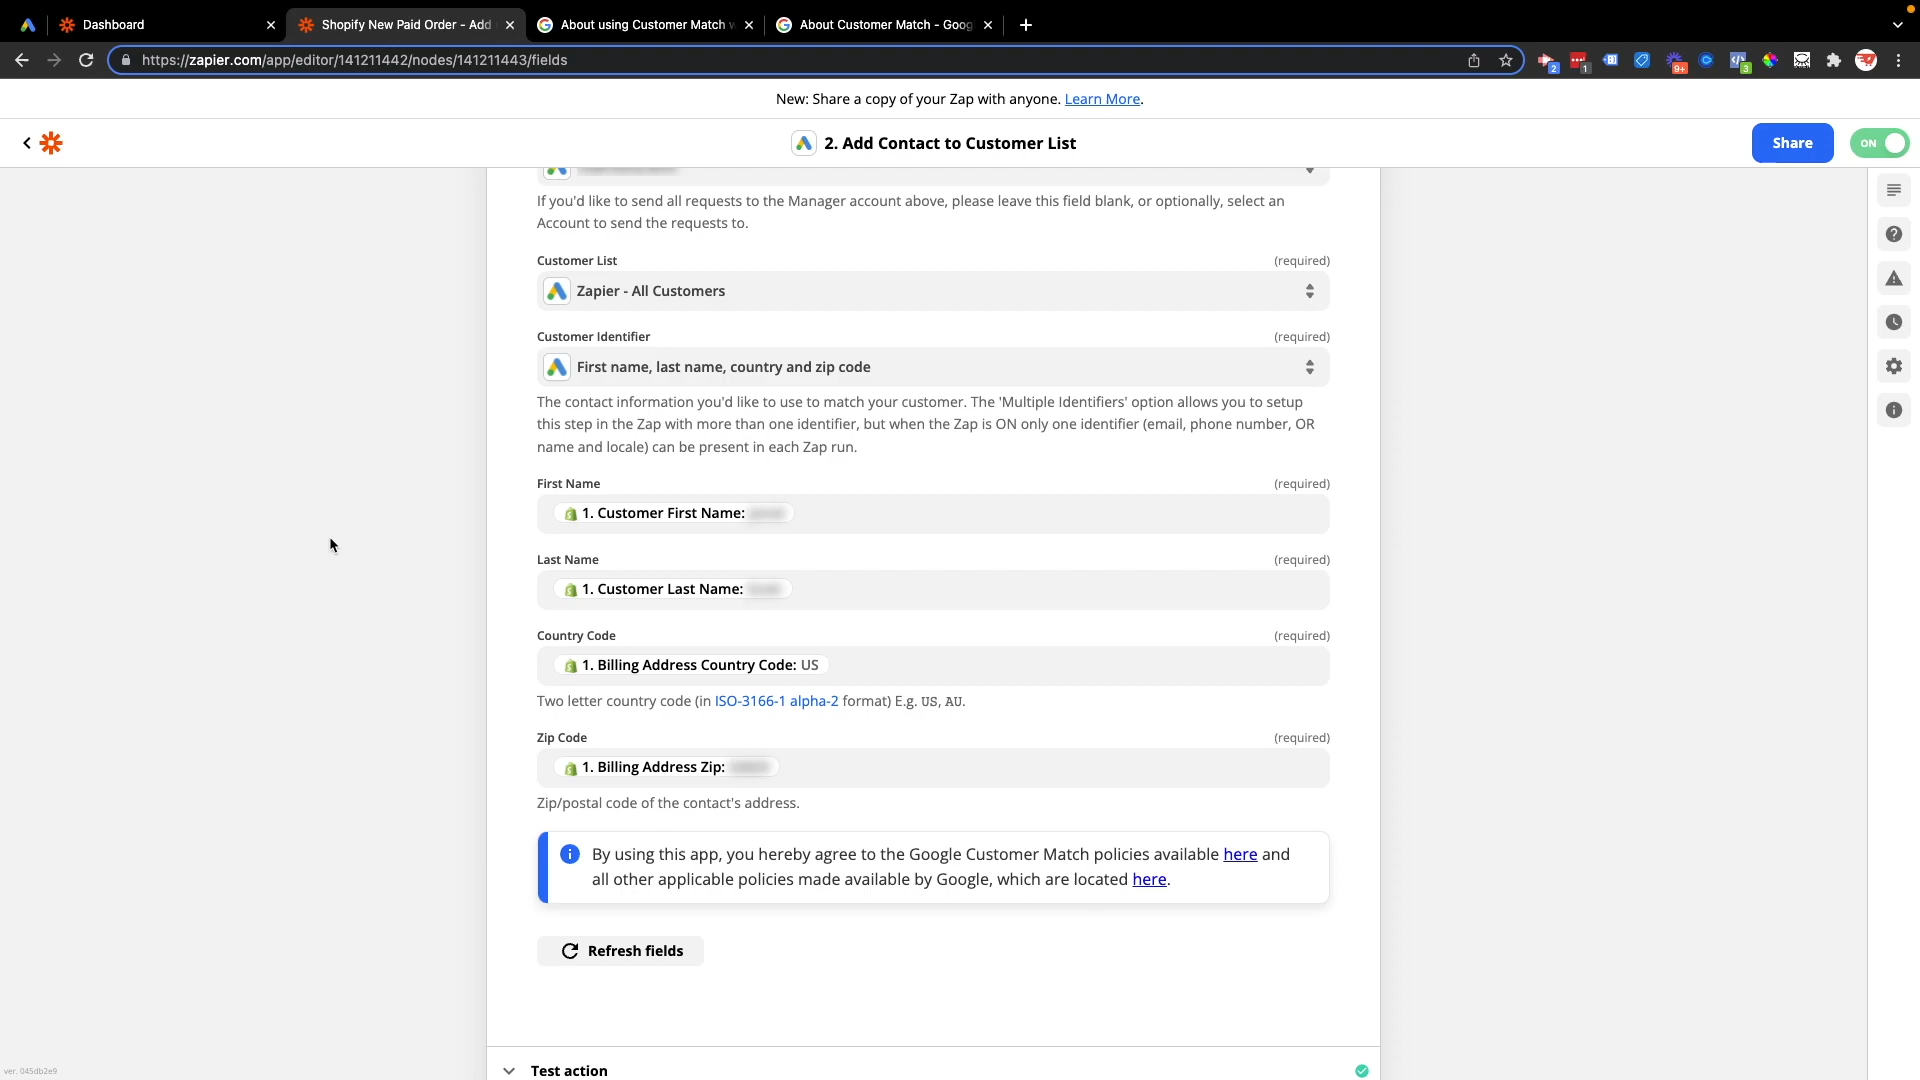 Dashboard
Shopify New Paid Order - Add
About using Customer Match w
About Customer Match - Goog
https://zapier.com/app/editor/141211442/nodes/141211443/fields
2
1
9+
3
New: Share a copy of your Zap with anyone. Learn More.
2. Add Contact to Customer List
Share
ON
If you'd like to send all requests to the Manager account above, please leave this field blank, or optionally, select an
Account to send the requests to.
Customer List (required)
Zapier - All Customers
Customer Identifier (required)
First name, last name, country and zip code
The contact information you'd like to use to match your customer. The 'Multiple Identifiers' option allows you to setup
this step in the Zap with more than one identifier, but when the Zap is ON only one identifier (email, phone number, OR
name and locale) can be present in each Zap run.
First Name (required)
1. Customer First Name:
Last Name (required)
1. Customer Last Name:
Country Code (required)
1. Billing Address Country Code: US
Two letter country code (in ISO-3166-1 alpha-2 format) E.g. US, AU.
Zip Code (required)
1. Billing Address Zip:
Zip/postal code of the contact's address.
By using this app, you hereby agree to the Google Customer Match policies available here and
all other applicable policies made available by Google, which are located here.
Refresh fields
Test action
ver. 045db2e9